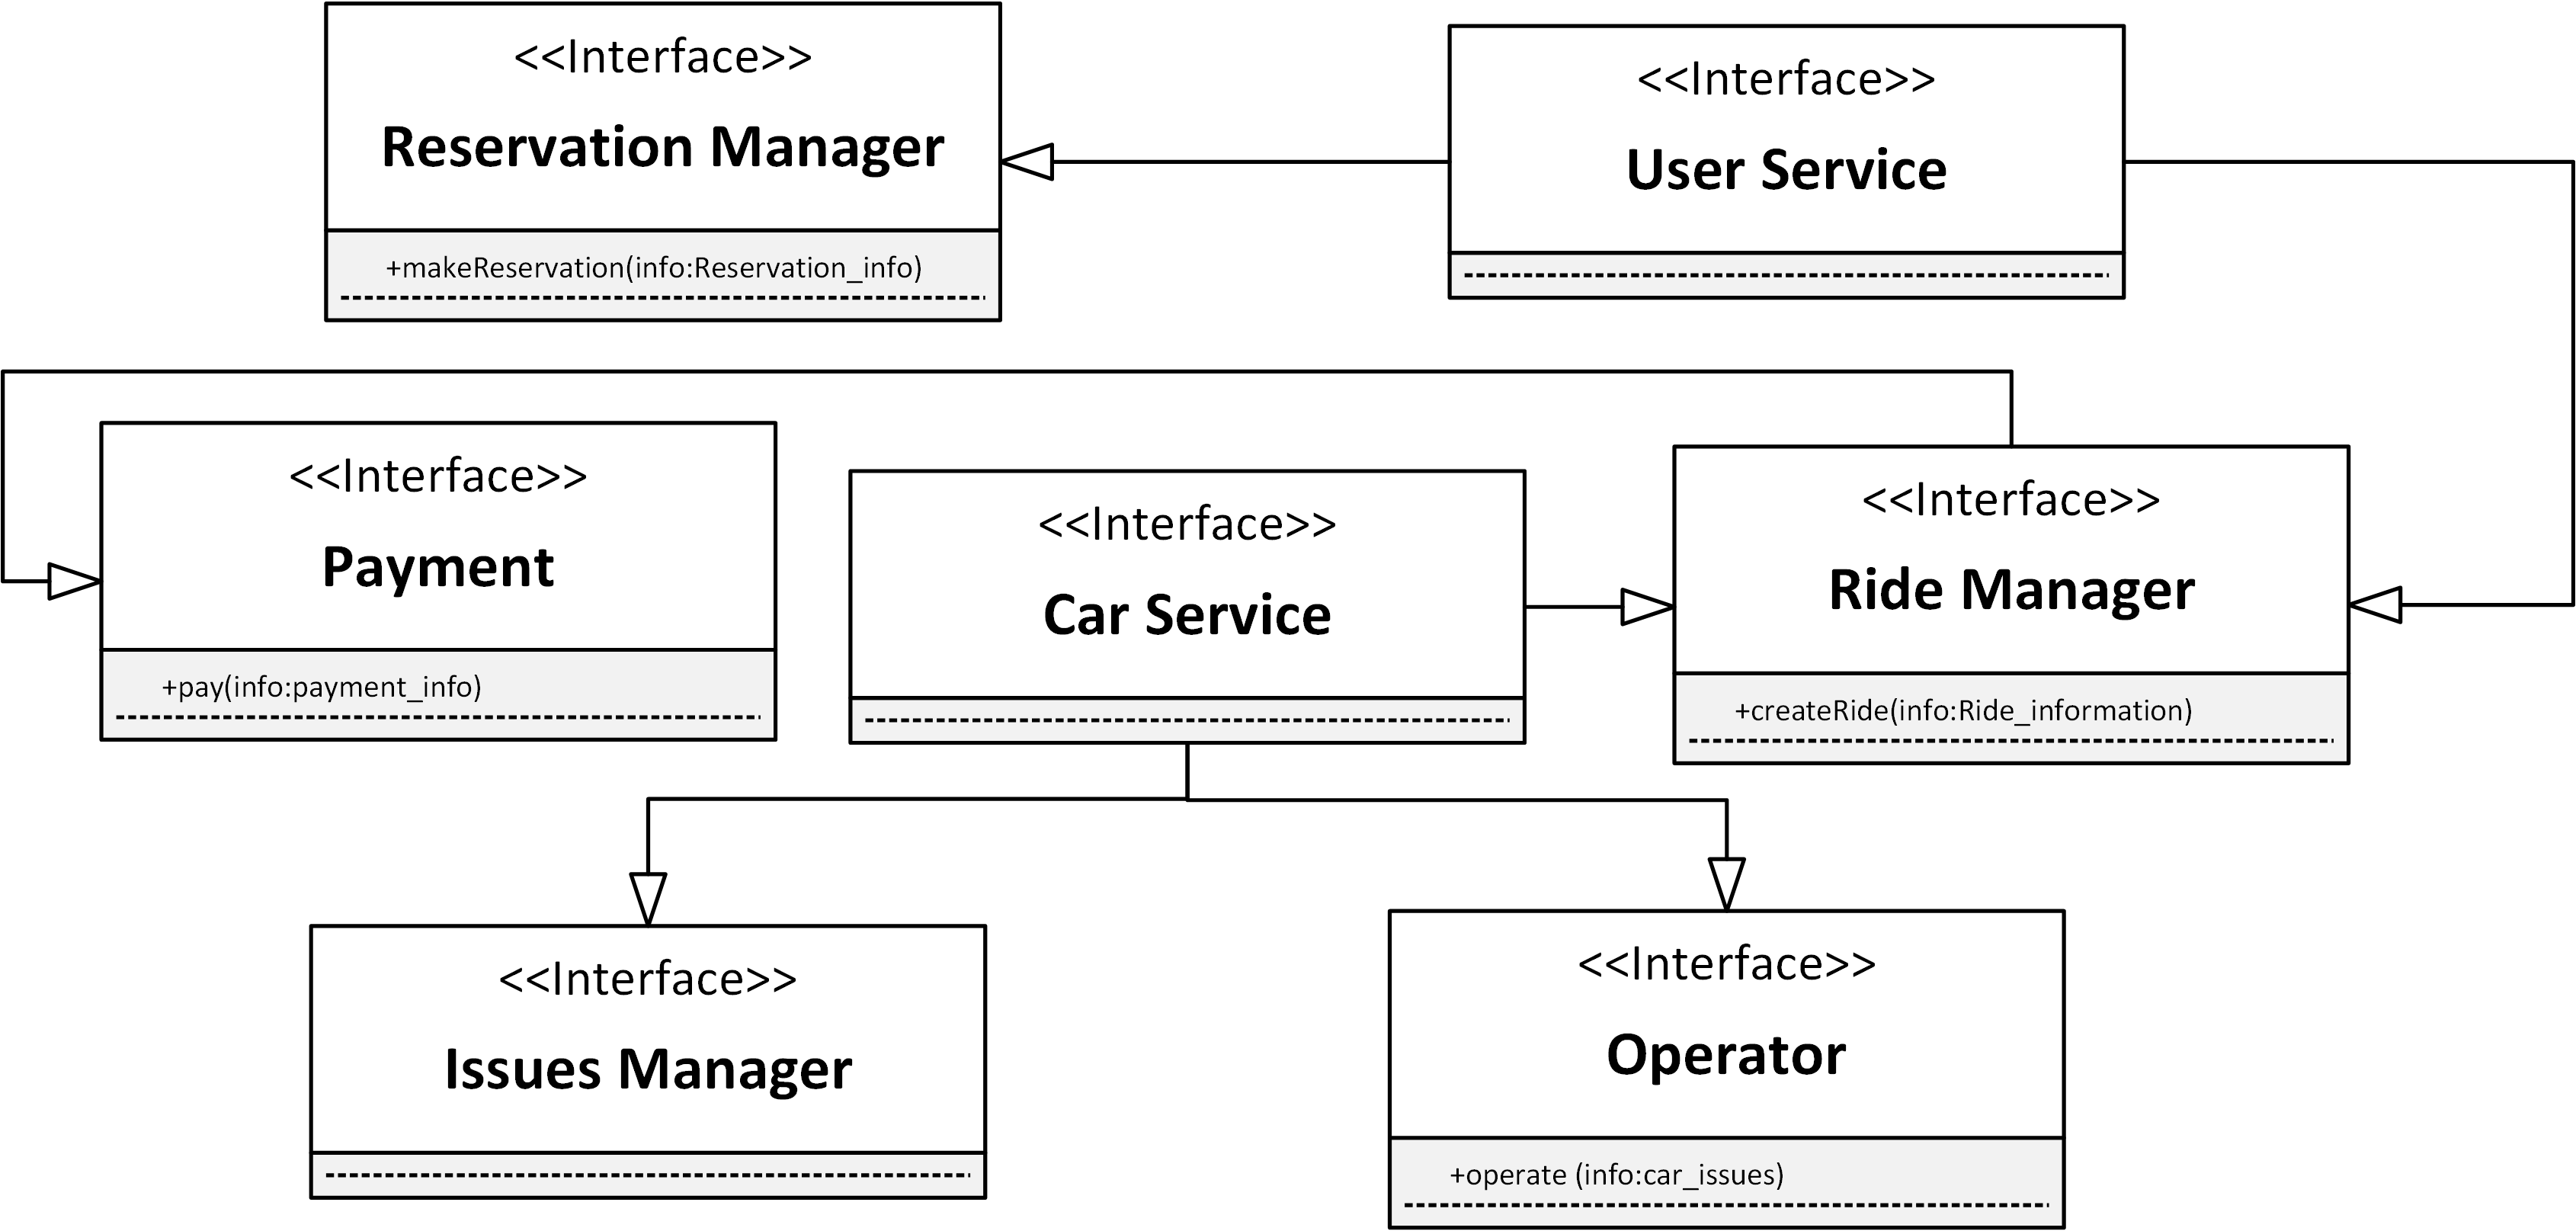 <<Interface>>
Reservation Manager
+makeReservation(info:Reservation_info)
<<Interface>>
User Service
<<Interface>>
Payment
+pay(info:payment_info)
<<Interface>>
Car Service
<<Interface>>
Ride Manager
+createRide(info:Ride_information)
<<Interface>>
Issues Manager
<<Interface>>
Operator
+operate (info:car_issues)